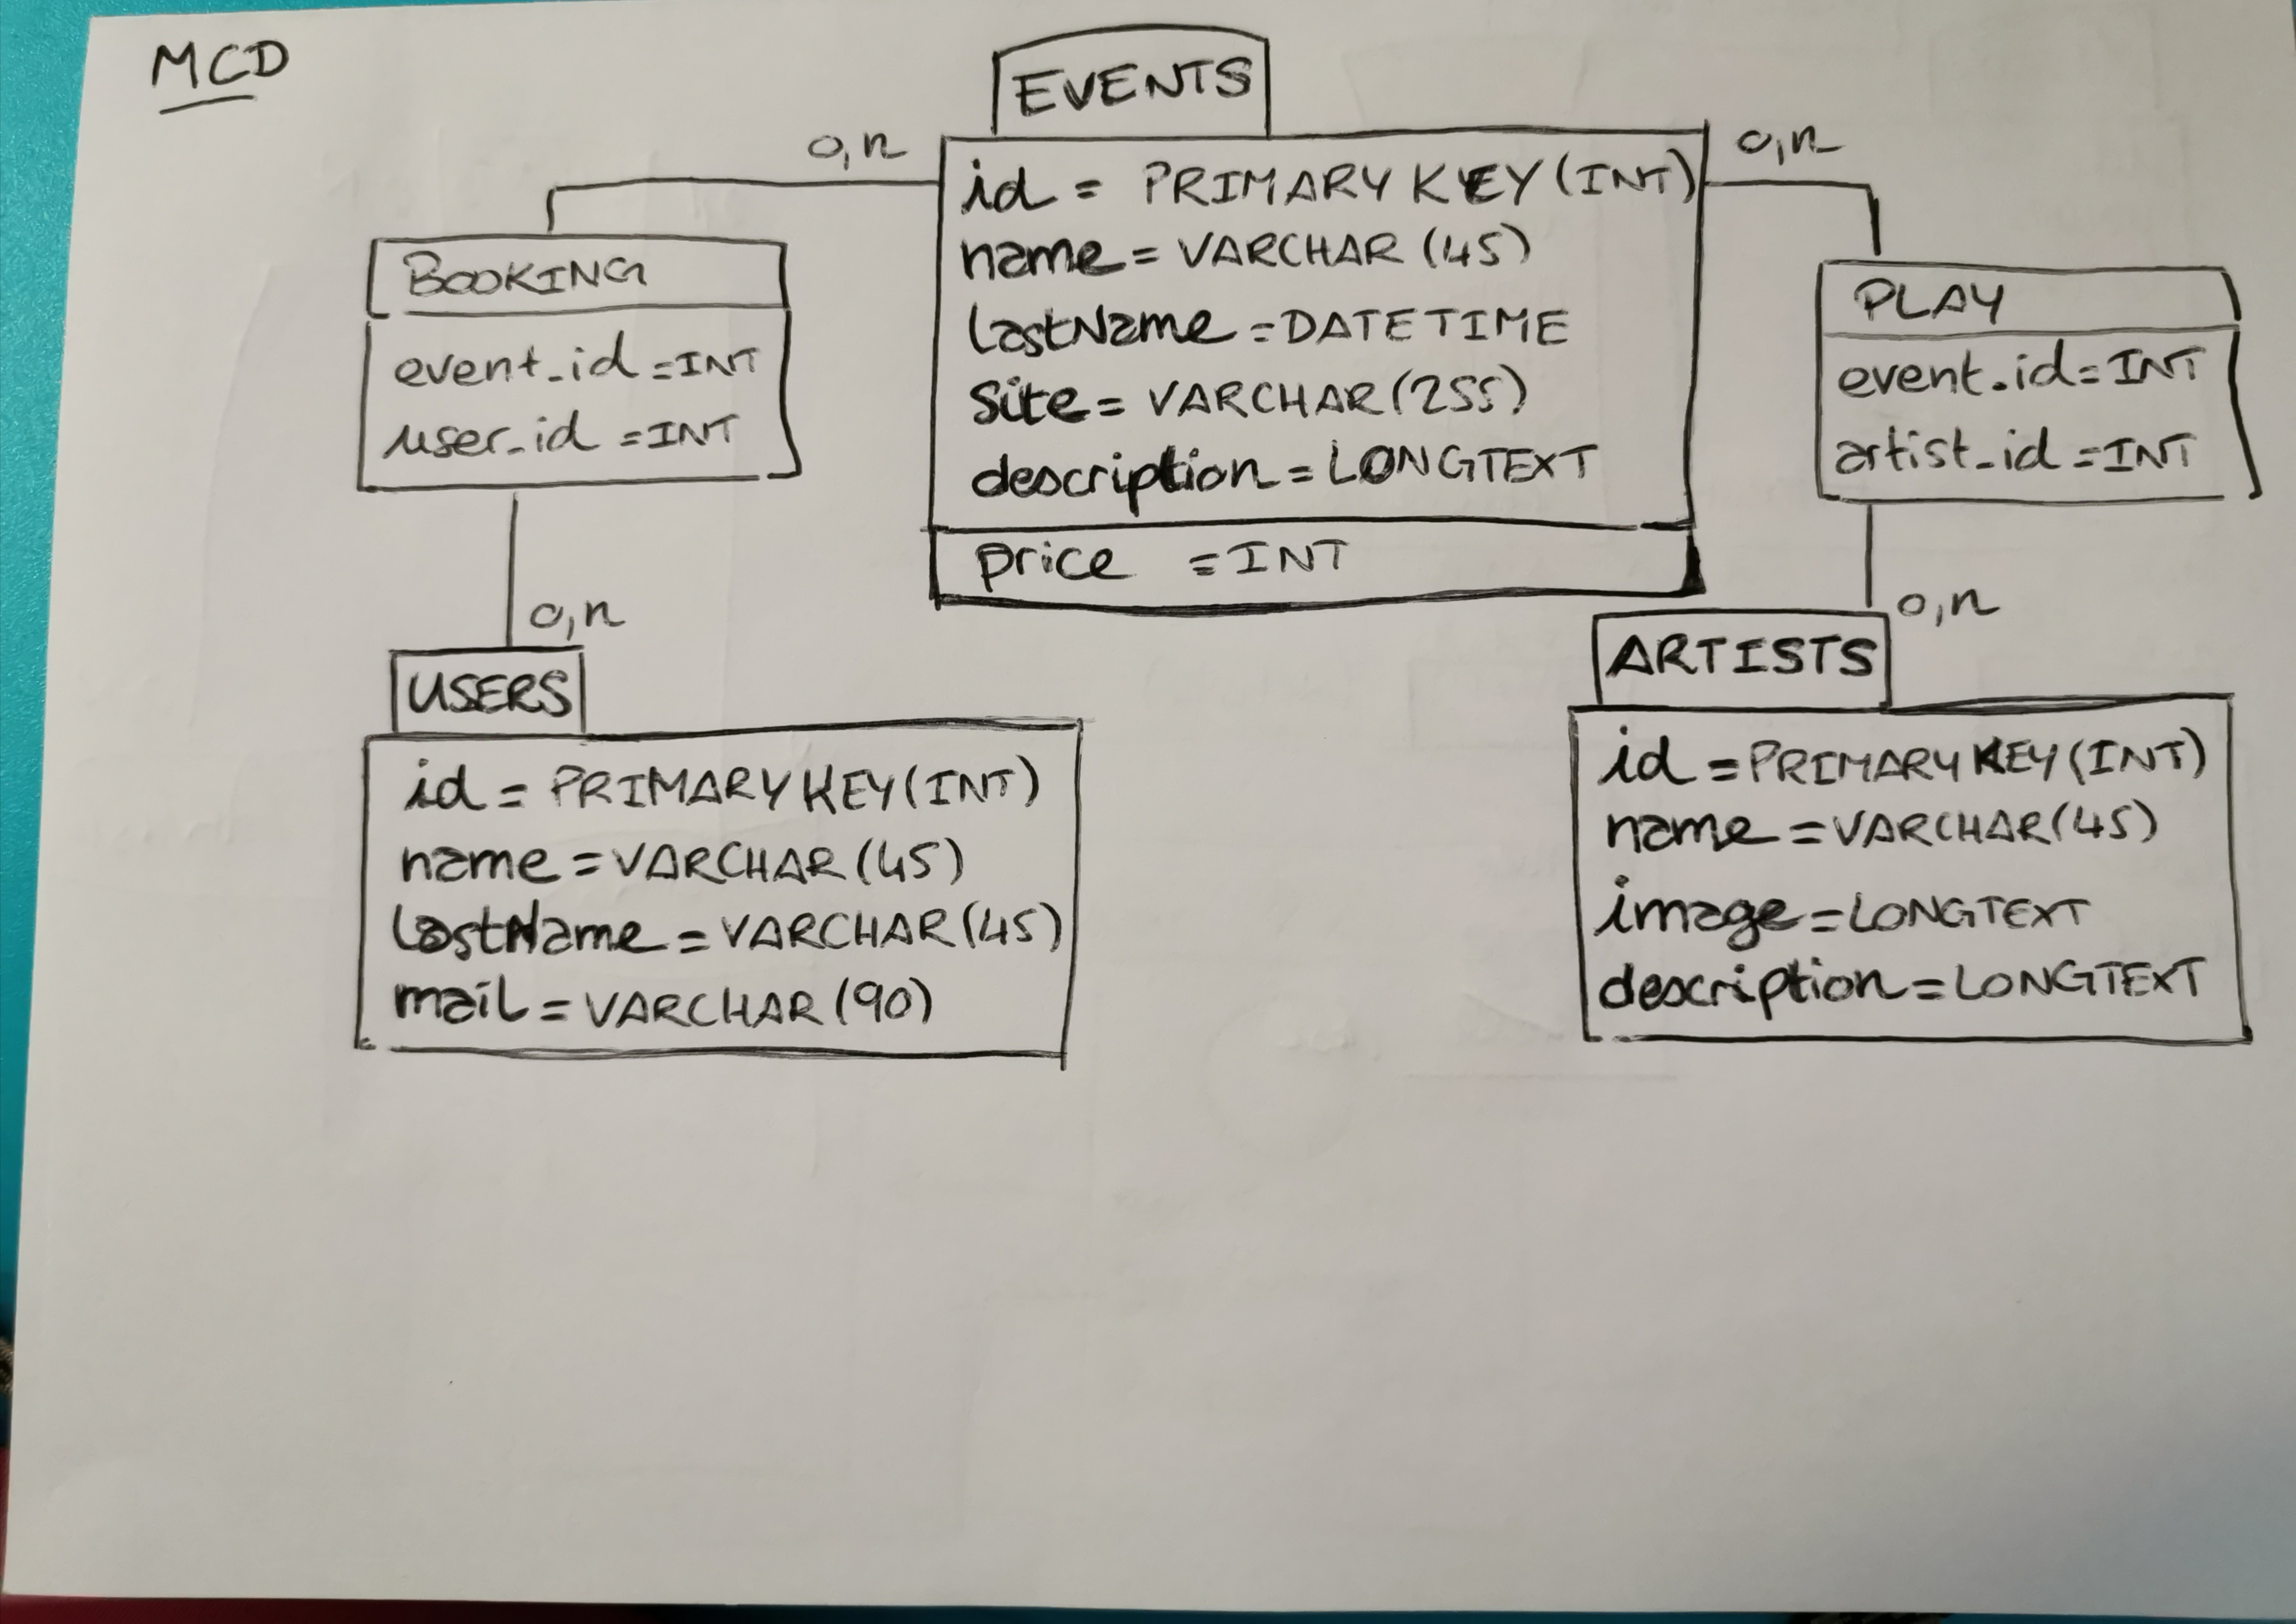 MCD
EVENTS
0,n
0,n
id = PRIMARY KEY (INT)
name = VARCHAR (45)
lastName = DATETIME
Site = VARCHAR (255)
description = LONGTEXT
price = INT
BOOKING
event_id = INT
user_id = INT
0,n
PLAY
event_id = INT
artist_id = INT
0,n
USERS
id = PRIMARY KEY (INT)
name = VARCHAR (45)
lastName = VARCHAR (45)
mail = VARCHAR (90)
ARTISTS
id = PRIMARY KEY (INT)
name = VARCHAR (45)
image = LONGTEXT
description = LONGTEXT